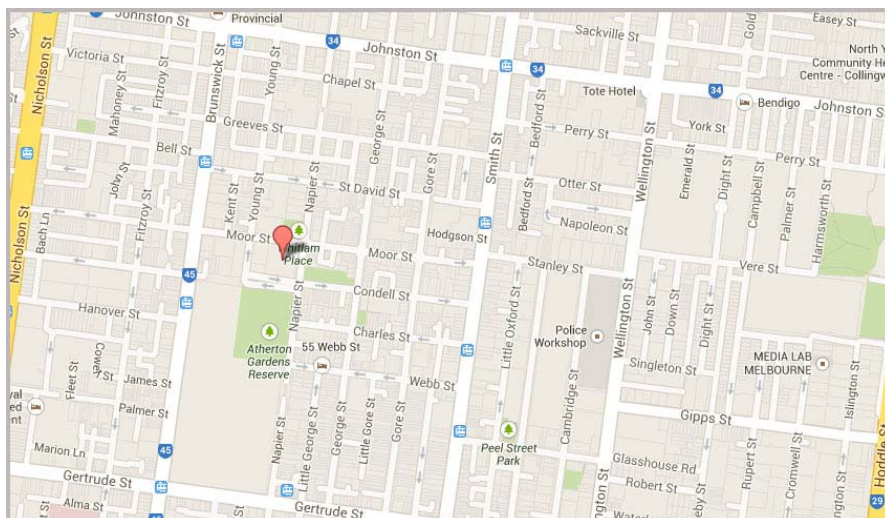 Johnston St
Provincial
34
Johnston St
Sackville St
Easey St
Gold
North
Community He
Centre - Collingw
Victoria St
Nicholson St
Mahoney St
Fitzroy St
Brunswick St
Young St
Chapel St
34
Tote Hotel
34
Bendigo
Johnston St
Greeves St
George St
Bedford St
Perry St
York St
Perry St
Bell St
St David St
Gore St
Smith St
Wellington St
Emerald St
Dight St
Campbell St
Palmer St
Harmsworth St
John St
Kent St
Young St
Napier St
Otter St
Bedford St
Napoleon St
Nicholson St
Bach Ln
Fitzroy St
Moor St
Whitlam
Place
Moor St
Hodgson St
Stanley St
Vere St
45
Hanover St
Condell St
Napier St
Charles St
Little Oxford St
Police
Workshop
Wellington St
John St
Down St
Dight St
Atherton
Gardens
Reserve
55 Webb St
Webb St
Singleton St
MEDIA LAB
MELBOURNE
Fleet St
Cowel
St
James St
Palmer St
Napier St
Little George St
George St
Little Gore St
Gore St
Cambridge St
Gipps St
Islington St
Marion Ln
45
Peel Street
Park
Glasshouse Rd
Robert St
Rupert St
Cromwell St
Hoddle St
29
Gertrude St
Gertrude St
Alma St